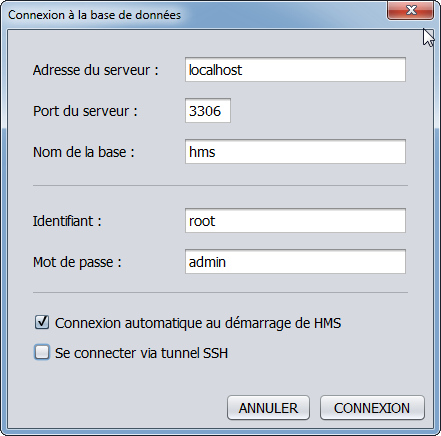 Connexion à la base de données
Adresse du serveur : localhost
Port du serveur : 3306
Nom de la base : hms
Identifiant : root
Mot de passe : admin
Connexion automatique au démarrage de HMS
Se connecter via tunnel SSH
ANNULER CONNEXION